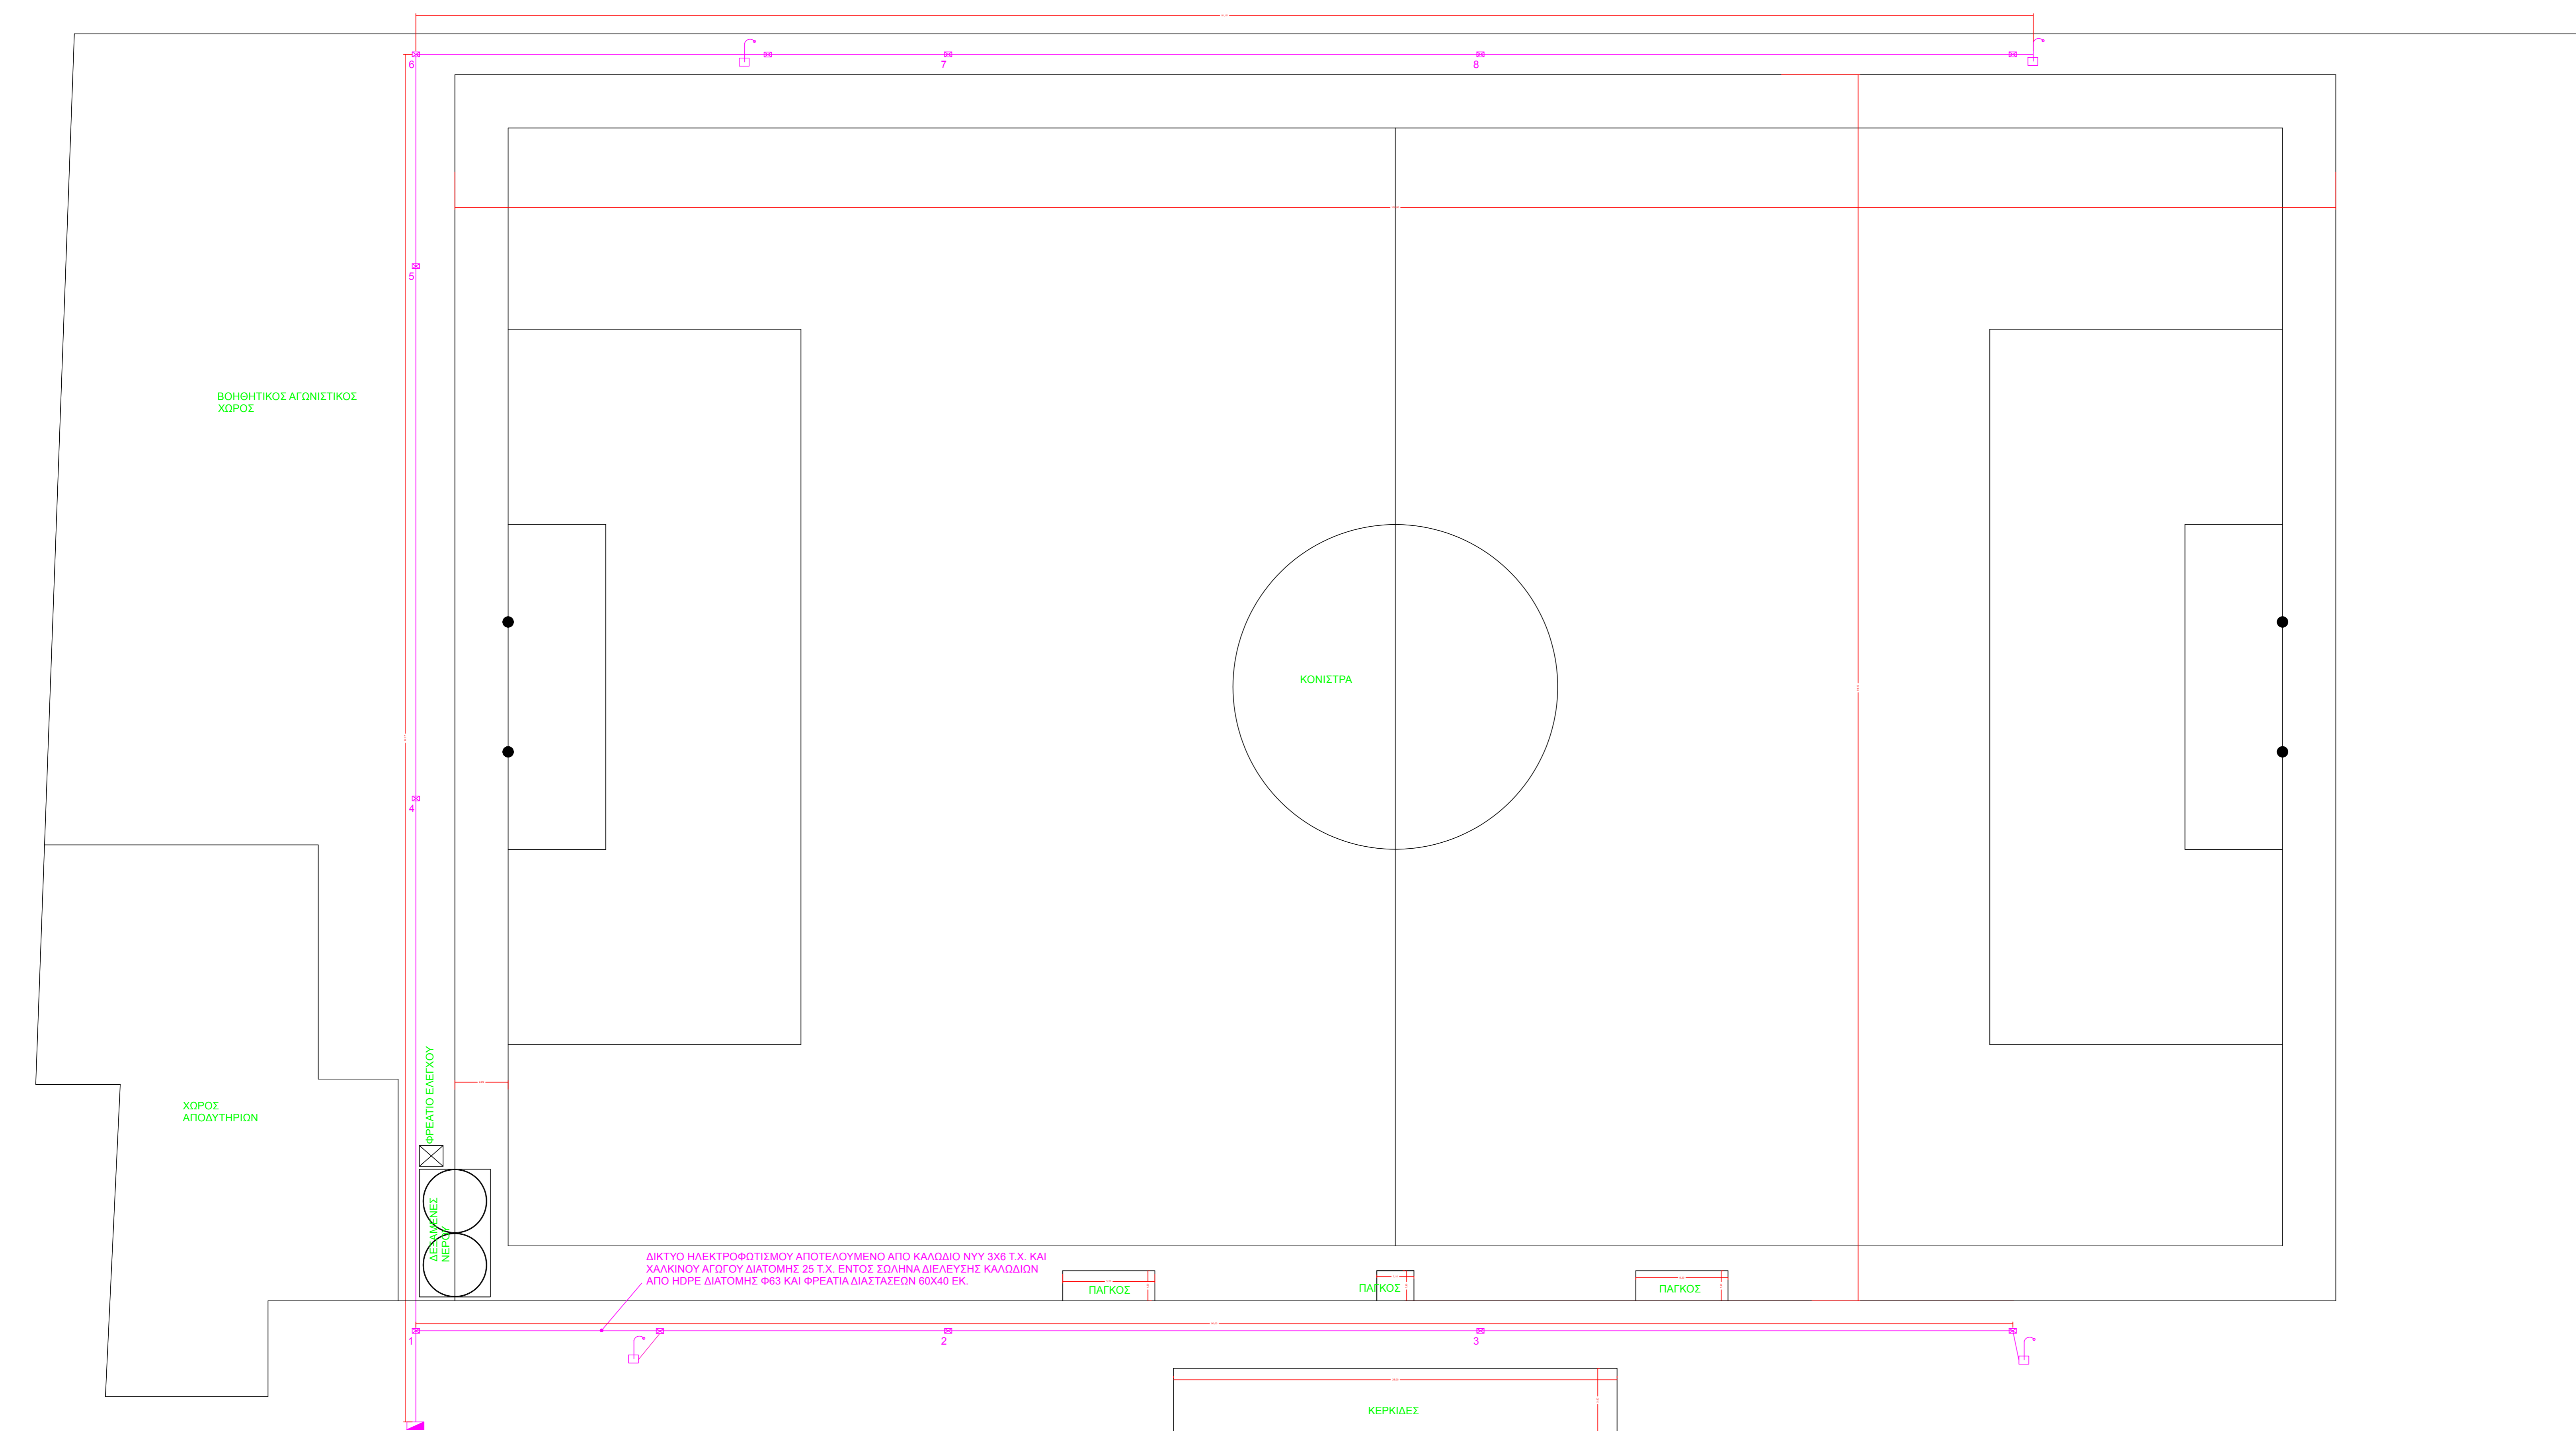 6
7
8
5
ΒΟΗΘΗΤΙΚΟΣ ΑΓΩΝΙΣΤΙΚΟΣ
ΧΩΡΟΣ
ΚΟΝΙΣΤΡΑ
4
ΦΡΕΑΤΙΟ ΕΛΕΓΧΟΥ
ΧΩΡΟΣ
ΑΠΟΔΥΤΗΡΙΩΝ
ΔΕΞΑΜΕΝΕΣ
ΝΕΡΟΥ
ΔΙΚΤΥΟ ΗΛΕΚΤΡΟΦΩΤΙΣΜΟΥ ΑΠΟΤΕΛΟΥΜΕΝΟ ΑΠΟ ΚΑΛΩΔΙΟ ΝΥΥ 3Χ6 Τ.Χ. ΚΑΙ
ΧΑΛΚΙΝΟΥ ΑΓΩΓΟΥ ΔΙΑΤΟΜΗΣ 25 Τ.Χ. ΕΝΤΟΣ ΣΩΛΗΝΑ ΔΙΕΛΕΥΣΗΣ ΚΑΛΩΔΙΩΝ
ΑΠΟ HDPE ΔΙΑΤΟΜΗΣ Φ63 ΚΑΙ ΦΡΕΑΤΙΑ ΔΙΑΣΤΑΣΕΩΝ 60Χ40 ΕΚ.
ΠΑΓΚΟΣ
ΠΑΓΚΟΣ
ΠΑΓΚΟΣ
1
2
3
ΚΕΡΚΙΔΕΣ